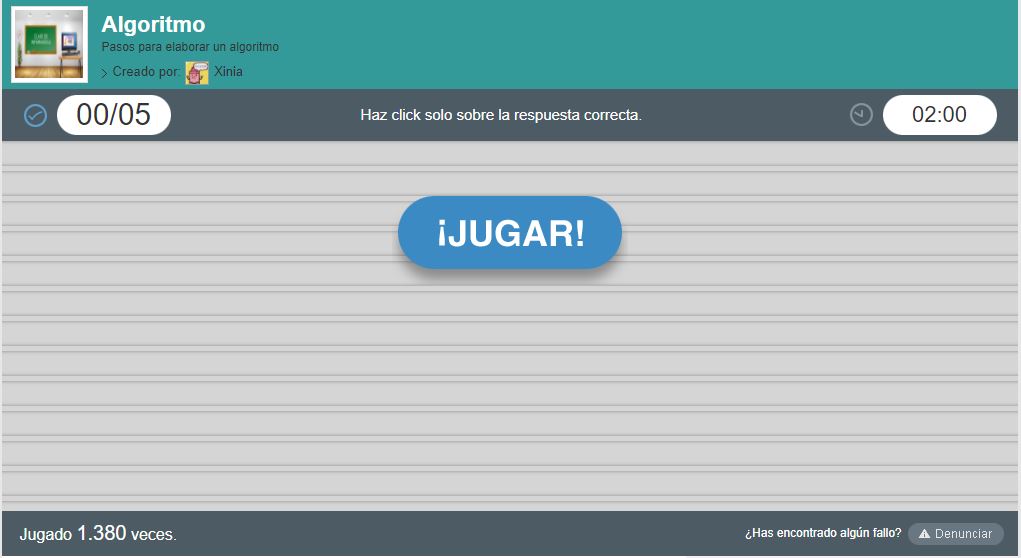 Algoritmo
Pasos para elaborar un algoritmo
Creado por: Xinia
00/05
Haz click solo sobre la respuesta correcta.
02:00
¡JUGAR!
Jugado 1.380 veces.
¿Has encontrado algún fallo? Denunciar